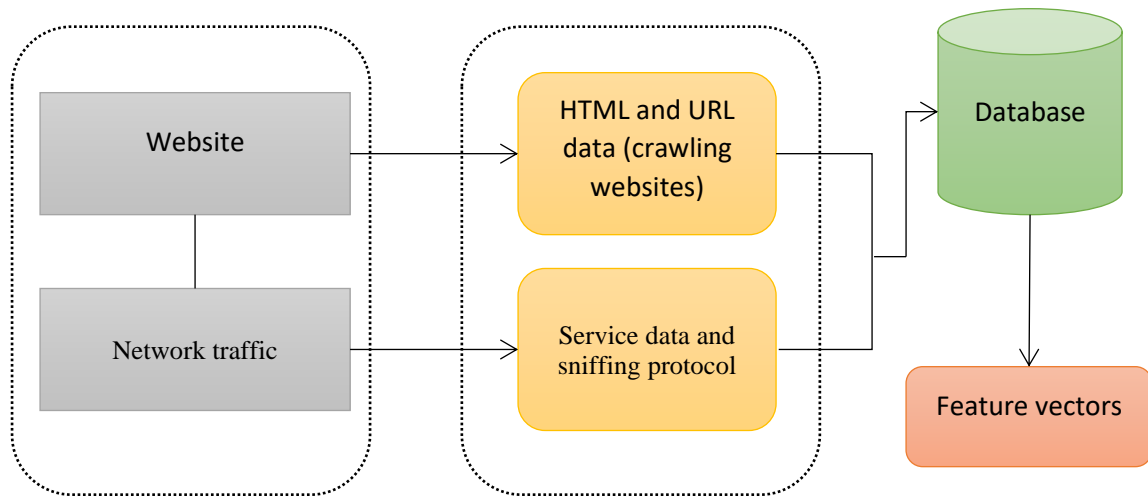 Website
HTML and URL
data (crawling
websites)
Database
Network traffic
Service data and
sniffing protocol
Feature vectors